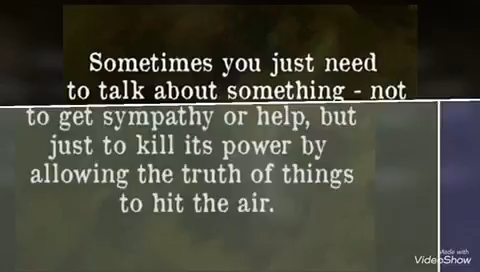 Sometimes you just need
to talk about something - not
to get sympathy or help, but
just to kill its power by
allowing the truth of things
to hit the air.
Made with
VideoShow